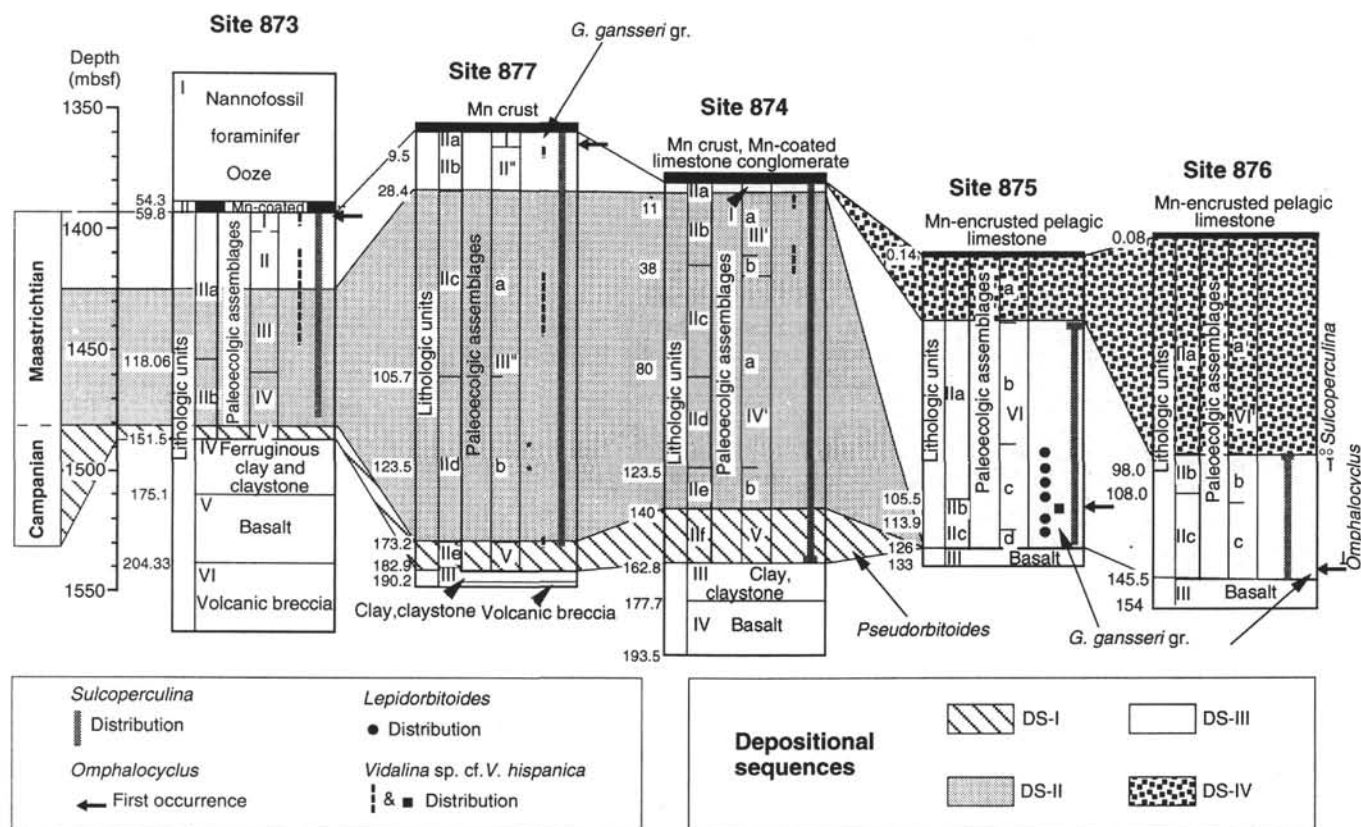 Site 873
Depth
(mbsf)
1350
1400
1450
1500
1550
Maastrichtian
Campanian
I
Nannofossil
foraminifer
Ooze
54.3
59.8
118.06
151.5
175.1
204.33
II
Mn-coated
Lithologic units
IIIa
IIIb
Paleoecolgic assemblages
I
II
III
IV
V
IV
Ferruginous
clay and
claystone
V
Basalt
VI
Volcanic breccia
G. gansseri gr.
Site 877
Mn crust
9.5
28.4
105.7
123.5
173.2
182.9
190.2
Lithologic units
IIa
IIb
IIc
IId
IIe
III
Paleoecolgic assemblages
I
II"
a
III"
b
V
Clay,claystone
Volcanic breccia
Site 874
Mn crust, Mn-coated
limestone conglomerate
11
38
80
123.5
140
162.8
177.7
193.5
Lithologic units
IIa
IIb
IIc
IId
IIe
IIf
Paleoecolgic assemblages
I
a
III'
b
a
IV'
b
V
III
Clay,
claystone
IV
Basalt
Pseudorbitoides
Site 875
Mn-encrusted pelagic
limestone
0.14
105.5
113.9
126
133
Lithologic units
IIa
IIb
IIc
Paleoecolgic assemblages
a
b
VI
c
d
III
Basalt
G. gansseri gr.
Site 876
Mn-encrusted pelagic
limestone
0.08
98.0
108.0
145.5
154
Lithologic units
IIa
IIb
IIc
Paleoecolgic assemblages
a
VI
b
c
III
Basalt
Sulcoperculina
Omphalocyclus
Sulcoperculina
Distribution
Omphalocyclus
First occurrence
Lepidorbitoides
Distribution
Vidalina sp. cf. V. hispanica
& Distribution
Depositional
sequences
DS-I
DS-II
DS-III
DS-IV